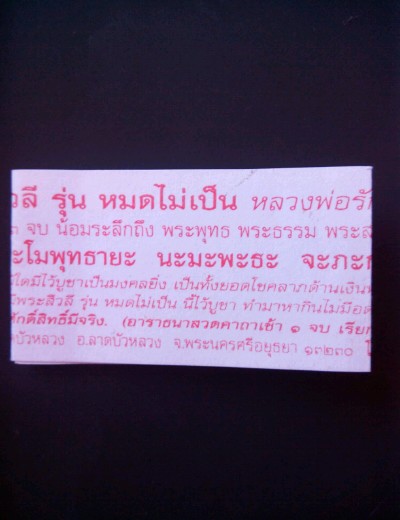 วลี รุ่น หมดไม่เป็น หลวงพ่อรัก
๓ จบ น้อมระลึกถึง พระพุทธ พระธรรม พระส
ะโมพุทธายะ นะมะพะธะ จะภะก
ใดมีไว้บูชาเป็นมงคลยิ่ง เป็นทั้งยอดโชคลาภด้านเงิน
มีพระสิวลี รุ่น หมดไม่เป็น นี้ไว้บูชา ทำมาหากินไม่มีอด
ักดิ์สิทธิ์มีจริง. (อาราธนาสวดคาถาเช้า ๑ จบ เรียก
บัวหลวง อ.ลาดบัวหลวง จ.พระนครศรีอยุธยา ๑๓๒๓๐